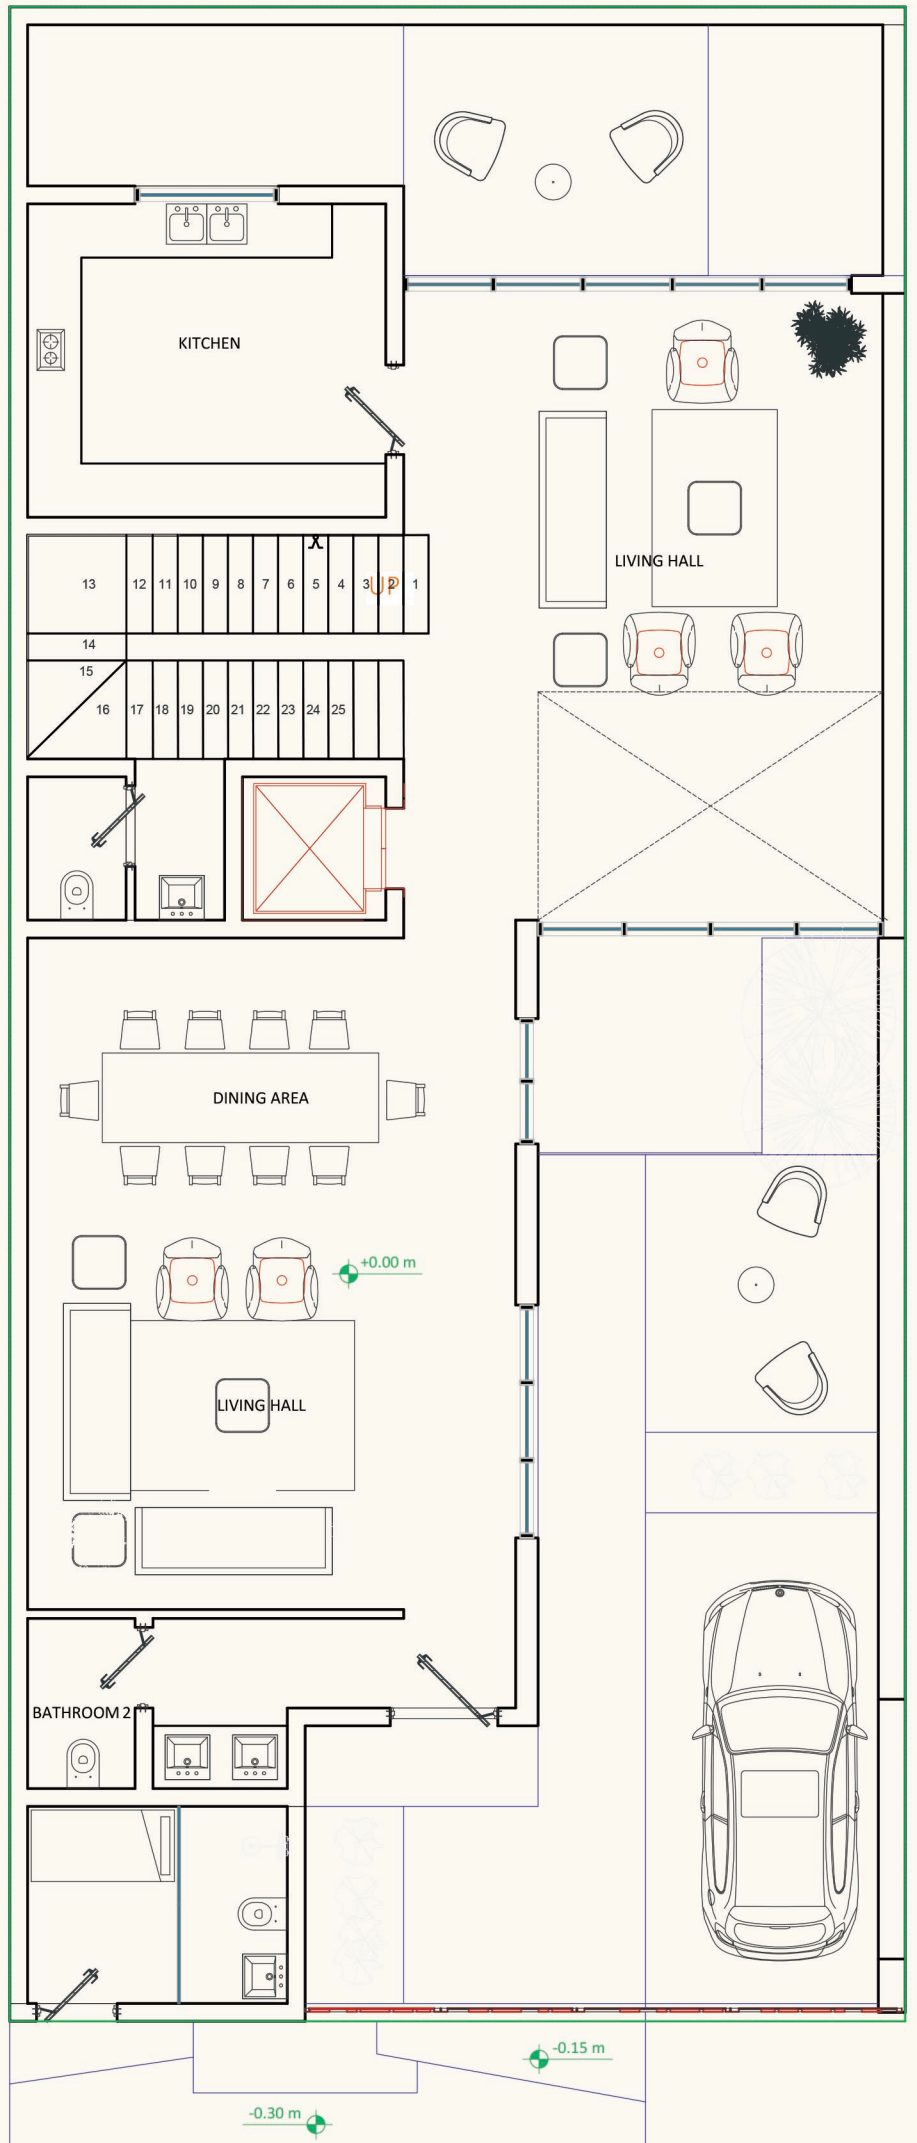 KITCHEN
LIVING HALL
13 12 11 10 9 8 7 6 5 4 3 2 1
UP
14
15
16 17 18 19 20 21 22 23 24 25
DINING AREA
+0.00 m
LIVING HALL
BATHROOM 2
-0.15 m
-0.30 m